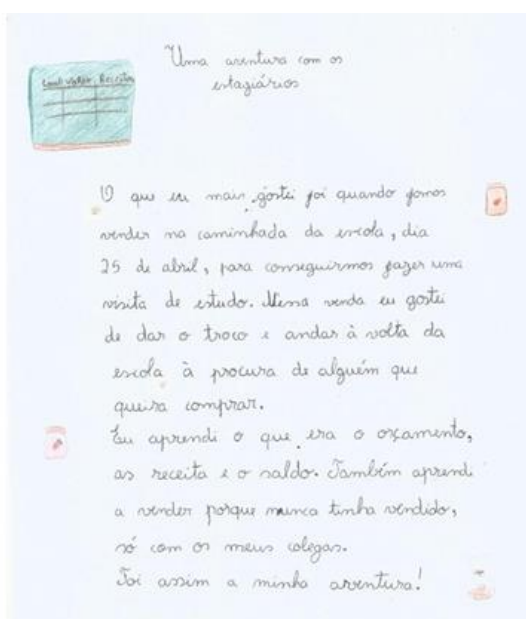 Uma aventura com os
estagiários
Receitas
O que eu mais gostei foi quando fomos
vender na caminhada da escola, dia
25 de abril, para conseguirmos fazer uma
visita de estudo. Nessa venda eu gostei
de dar o troco e andar à volta da
escola à procura de alguém que
queira comprar.
Eu aprendi o que era o orçamento,
as receita e o saldo. Também aprendi
a vender porque nunca tinha vendido,
só com os meus colegas.
Foi assim a minha aventura!